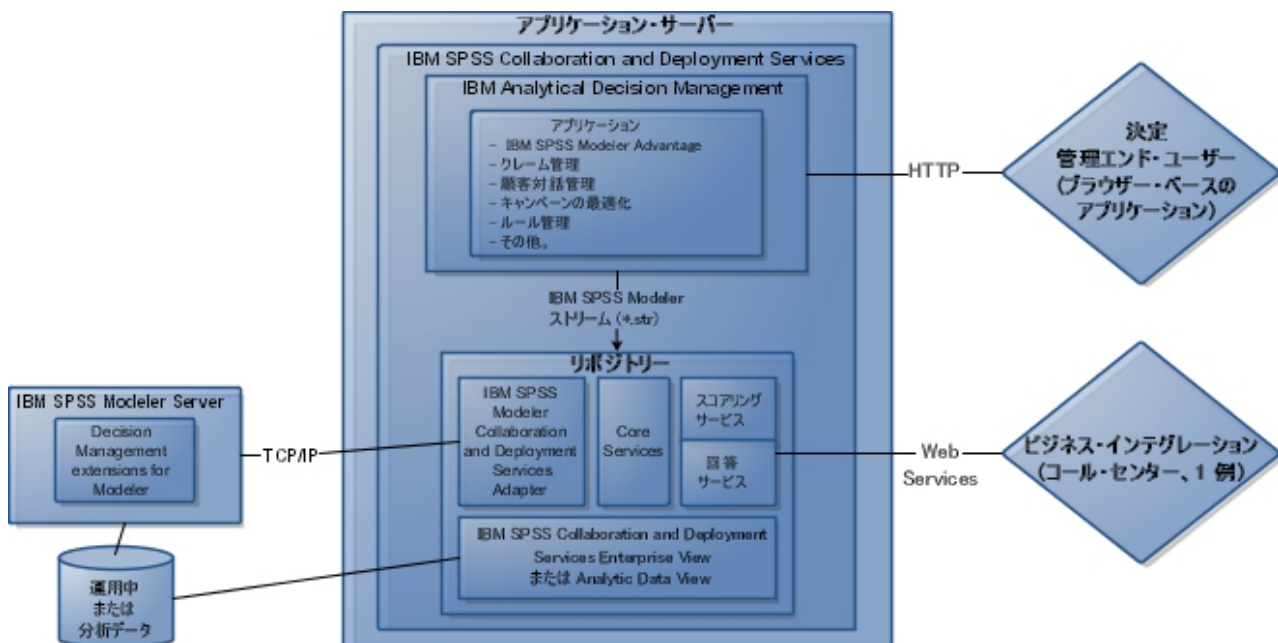 アプリケーション・サーバー
IBM SPSS Collaboration and Deployment Services
IBM Analytical Decision Management
アプリケーション
- IBM SPSS Modeler Advantage
- クレーム管理
- 顧客対話管理
- キャンペーンの最適化
- ルール管理
- その他。
HTTP
決定
管理エンド・ユーザー
(ブラウザー・ベースの
アプリケーション)
IBM SPSS Modeler
ストリーム (*.str)
リポジトリー
IBM SPSS
Modeler
Collaboration
and Deployment
Services
Adapter
Core
Services
スコアリング
サービス
回答
サービス
IBM SPSS Collaboration and Deployment
Services Enterprise View
または Analytic Data View
IBM SPSS Modeler Server
Decision
Management
extensions for
Modeler
TCP/IP
運用中
または
分析データ
Web
Services
ビジネス・インテグレーション
(コール・センター、1 例)